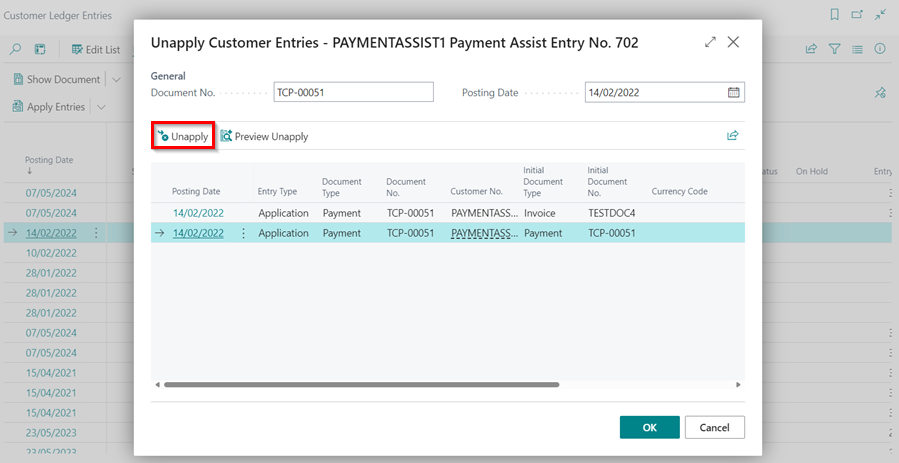 Customer Ledger Entries
Edit List
Show Document
Apply Entries
Posting Date
07/05/2024
07/05/2024
14/02/2022
10/02/2022
28/01/2022
28/01/2022
28/01/2022
07/05/2024
07/05/2024
15/04/2021
15/04/2021
15/04/2021
23/05/2023
23/05/2023
Unapply Customer Entries - PAYMENTASSIST1 Payment Assist Entry No. 702
General
Document No. TCP-00051 Posting Date 14/02/2022
Unapply Preview Unapply
Posting Date Entry Type Document Type Document No. Customer No. Initial Document Type Initial Document No. Currency Code
14/02/2022 Application Payment TCP-00051 PAYMENTASS... Invoice TESTDOC4
14/02/2022 Application Payment TCP-00051 PAYMENTASS... Payment TCP-00051
OK Cancel
On Hold
Entry